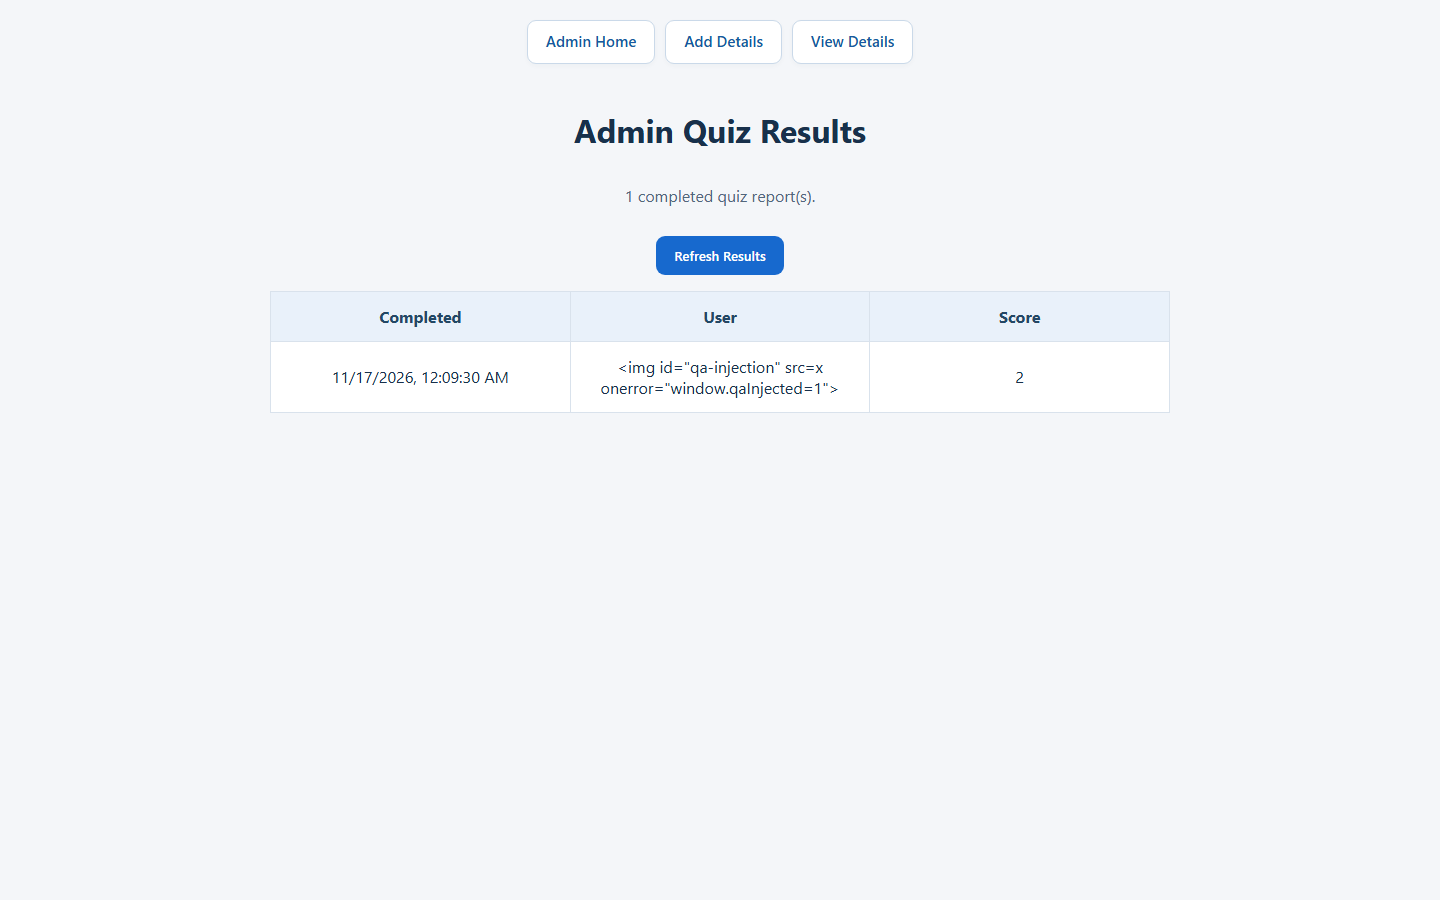 Admin Home
Add Details
View Details
Admin Quiz Results
1 completed quiz report(s).
Refresh Results
Completed
User
Score
11/17/2026, 12:09:30 AM
<img id="qa-injection" src=x
onerror="window.qaInjected=1">
2